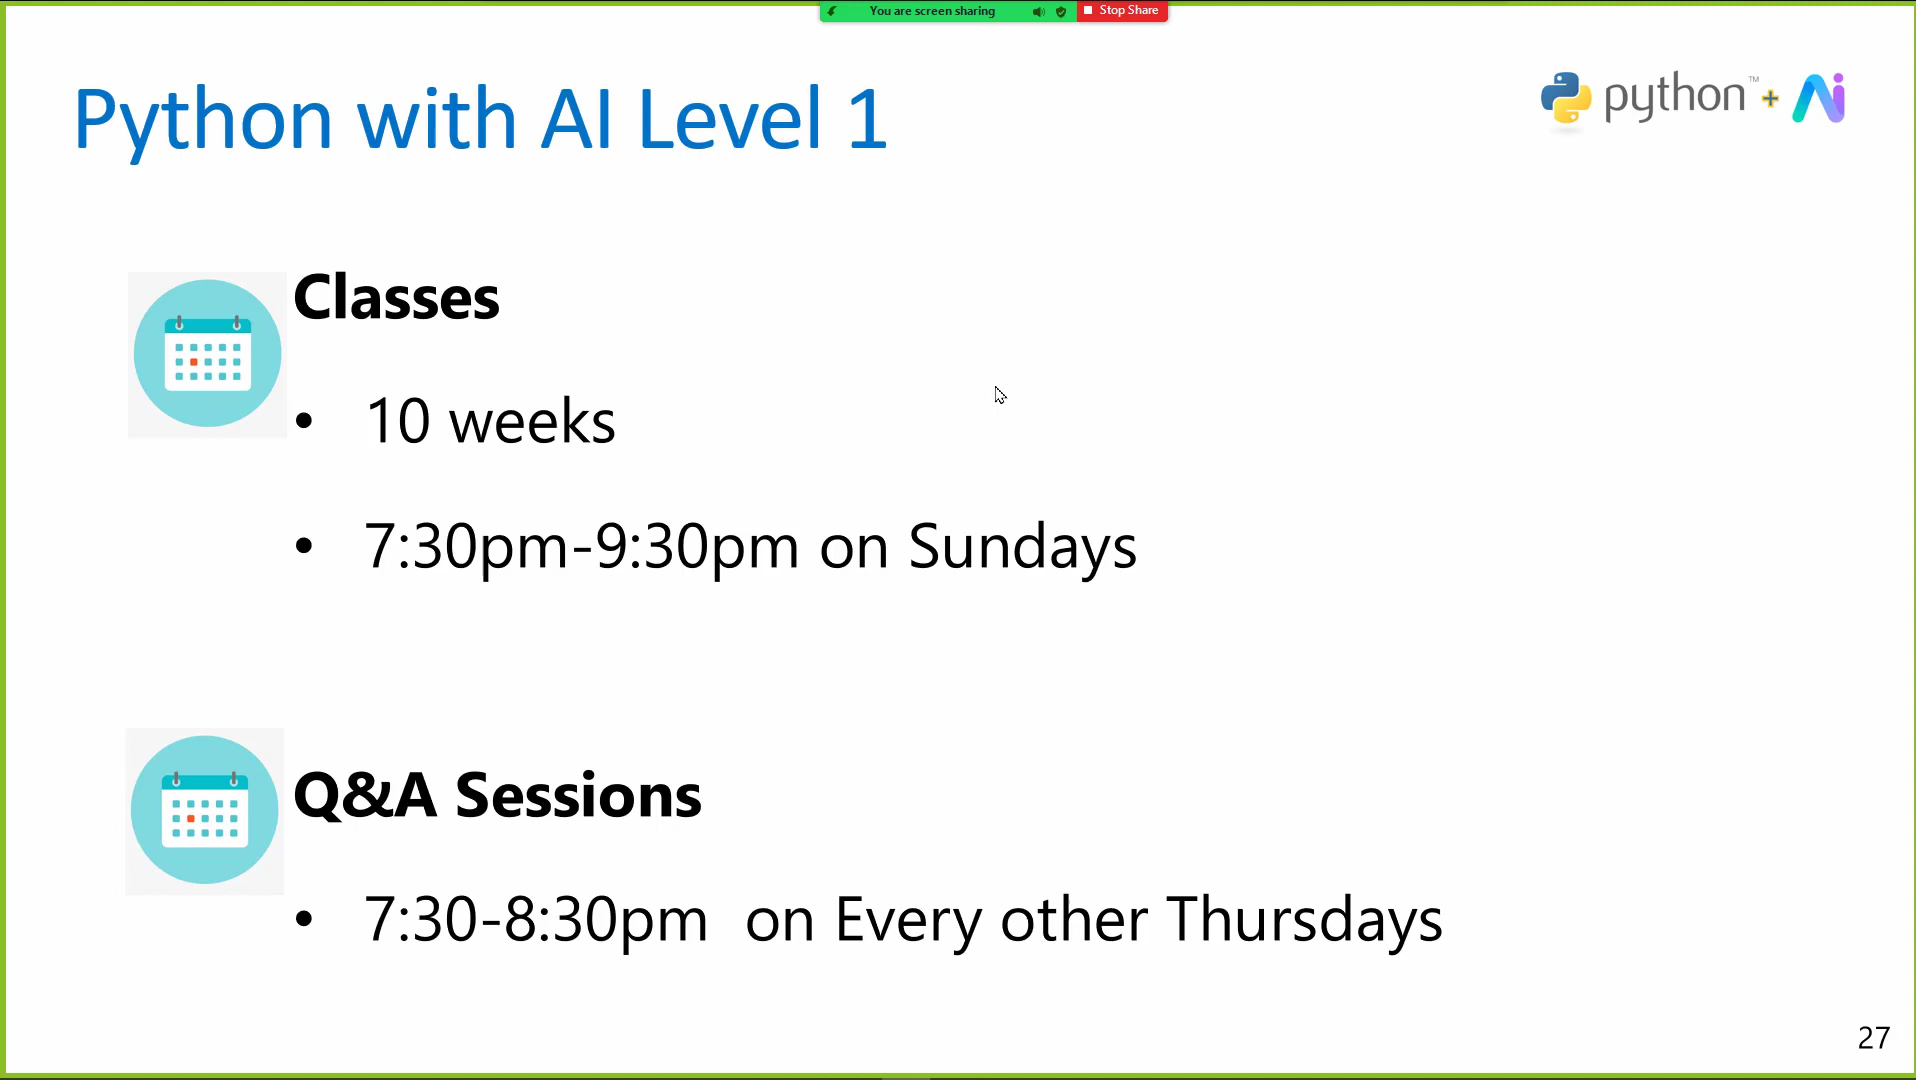 You are screen sharing Stop Share
Python with AI Level 1
python™ + Ai
Classes
• 10 weeks
• 7:30pm-9:30pm on Sundays
Q&A Sessions
• 7:30-8:30pm  on Every other Thursdays
27